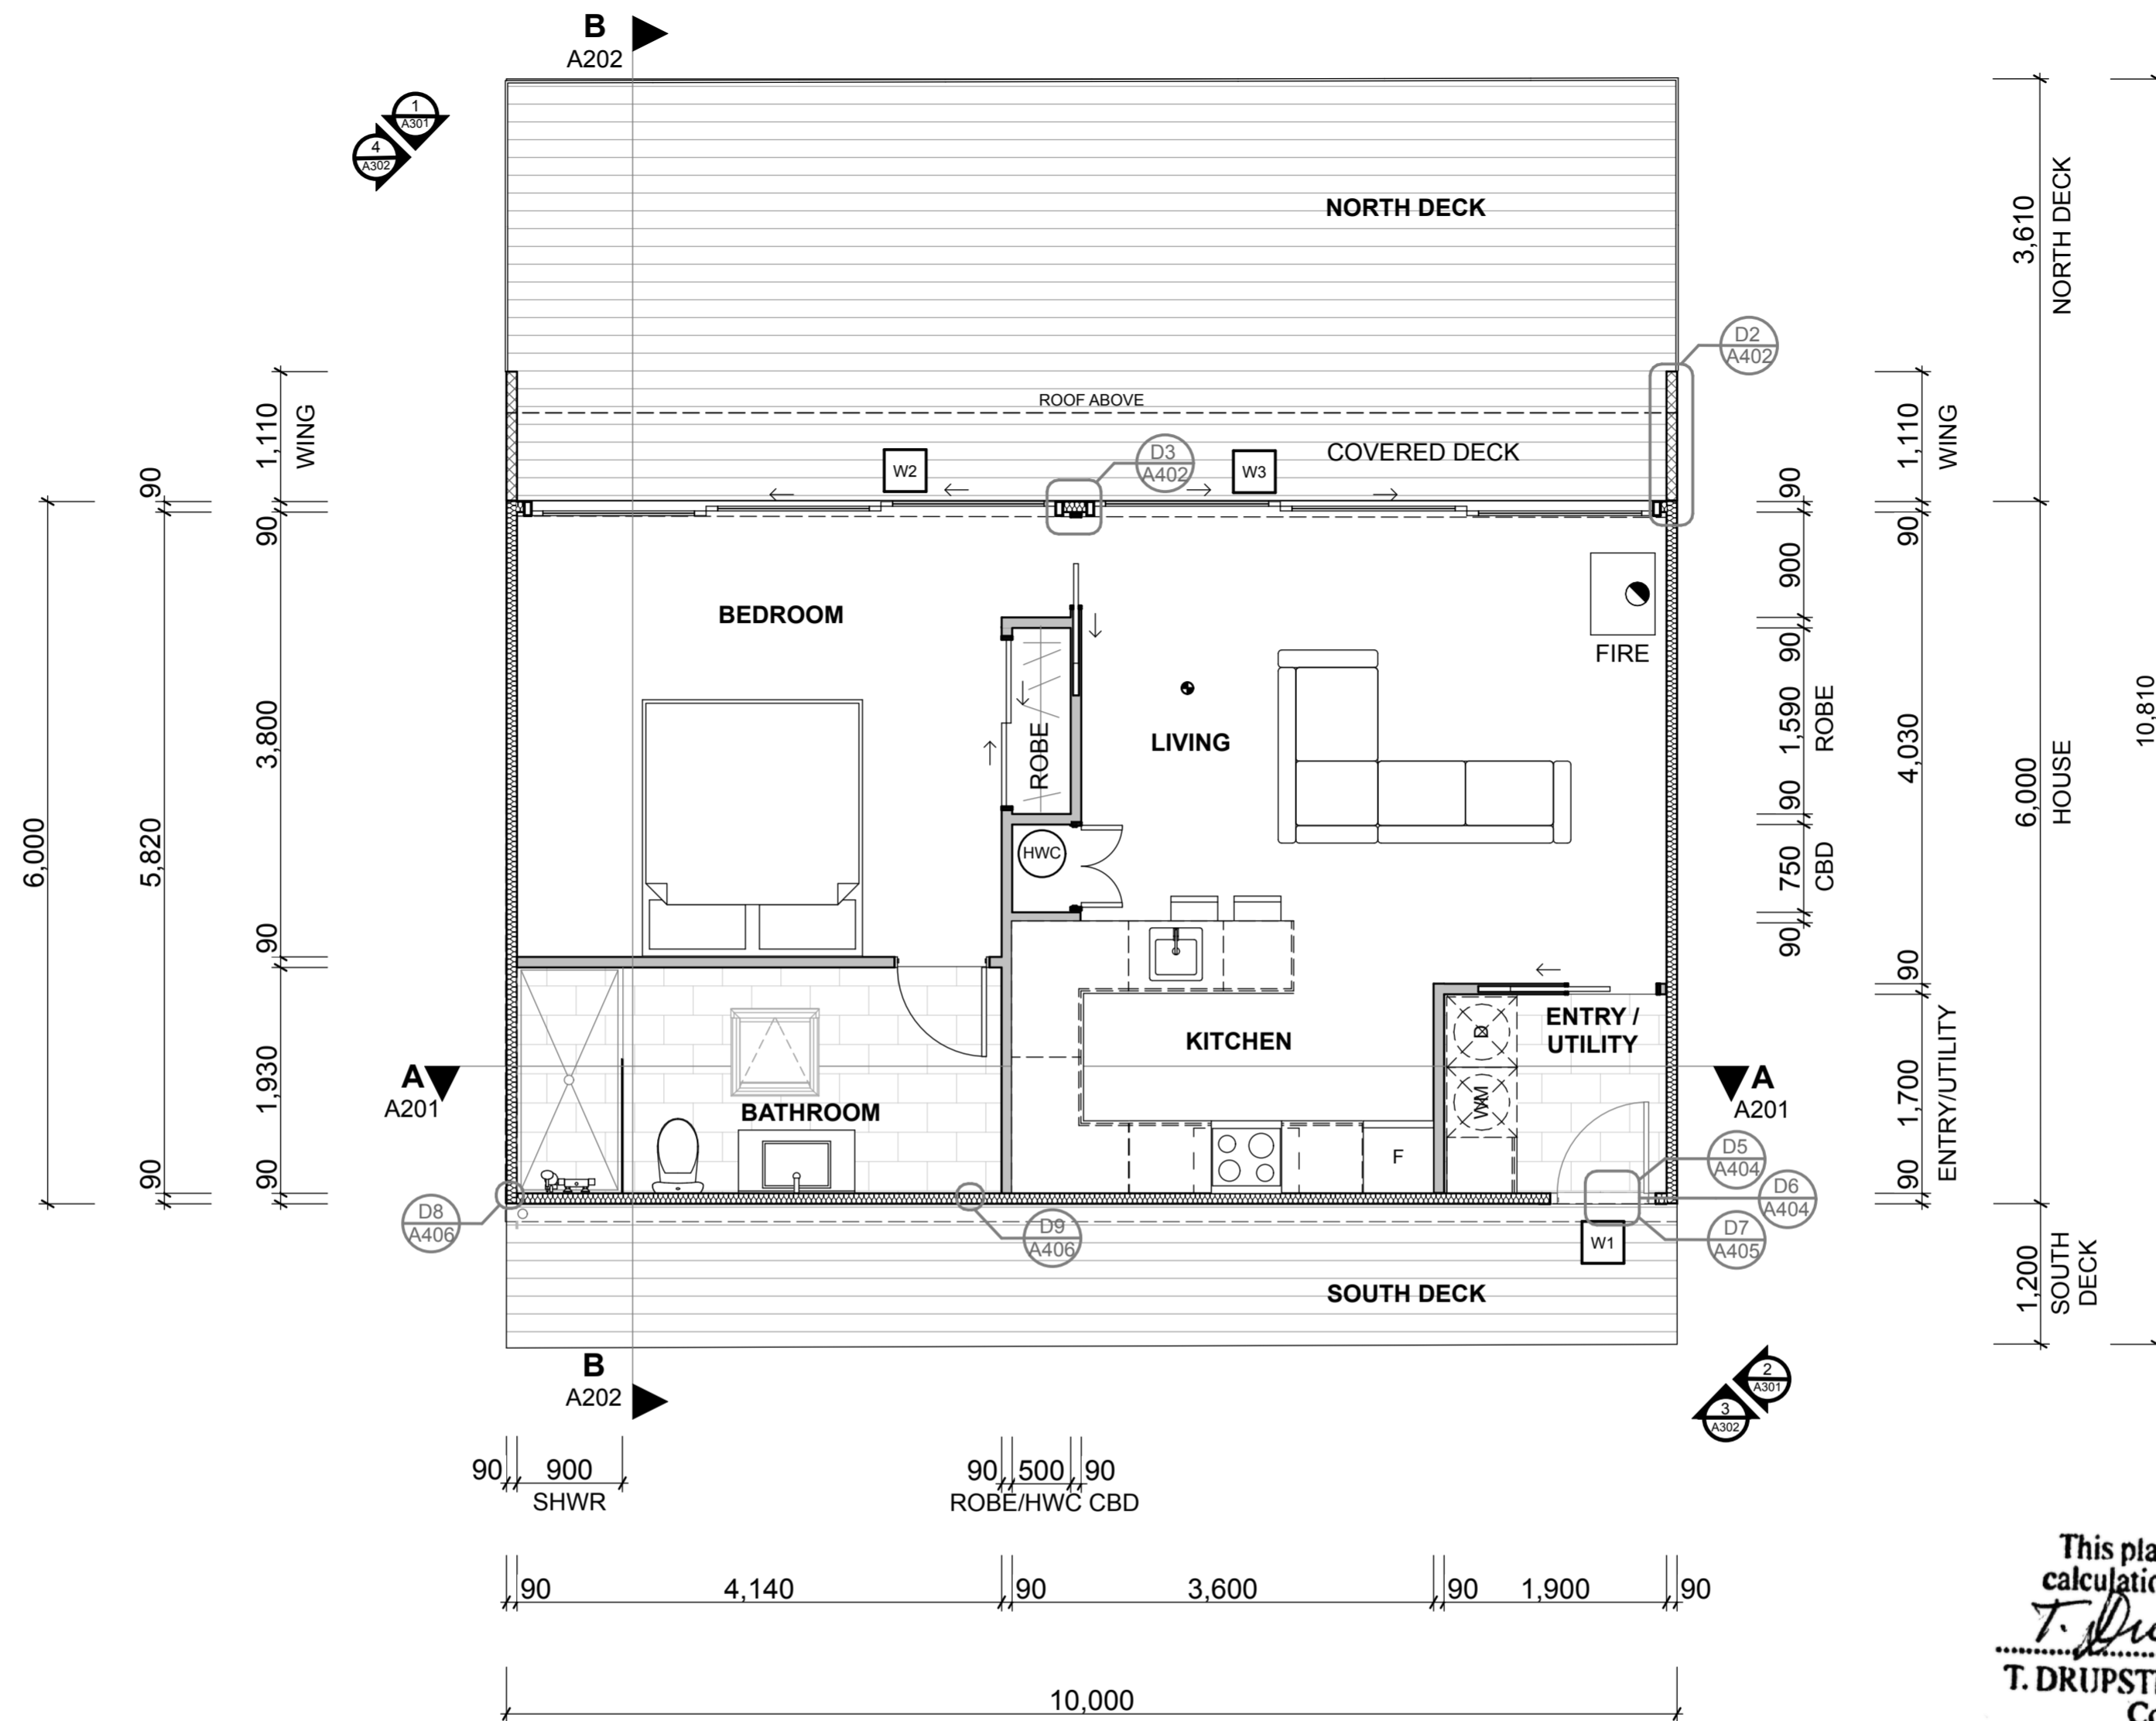 B
A202
1
A301
4
A302
NORTH DECK
3,610
NORTH DECK
D2
A402
ROOF ABOVE
COVERED DECK
D3
A402
W2
W3
1,110
WING
90
90
1,110
WING
90
90
BEDROOM
FIRE
LIVING
ROBE
HWC
900
90
1,590
ROBE
90
750
CBD
90
4,030
90
6,000
HOUSE
10,810
6,000
5,820
3,800
90
KITCHEN
ENTRY /
UTILITY
D
WM
BATHROOM
F
A
A201
A
A201
1,930
90
90
1,700
ENTRY/UTILITY
90
D5
A404
D6
A404
D7
A405
D8
A406
D9
A406
W1
SOUTH DECK
1,200
SOUTH
DECK
B
A202
2
A301
3
A302
90 900
SHWR
90 500 90
ROBE/HWC CBD
90 4,140 90 3,600 90 1,900 90
10,000
This pla
calculatio
T. DRUPST
Co